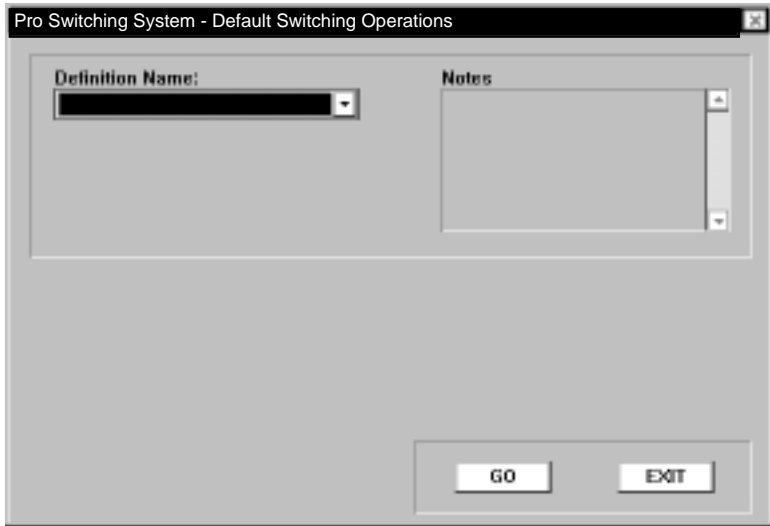 Pro Switching System - Default Switching Operations
Definition Name:
Notes
GO
EXIT